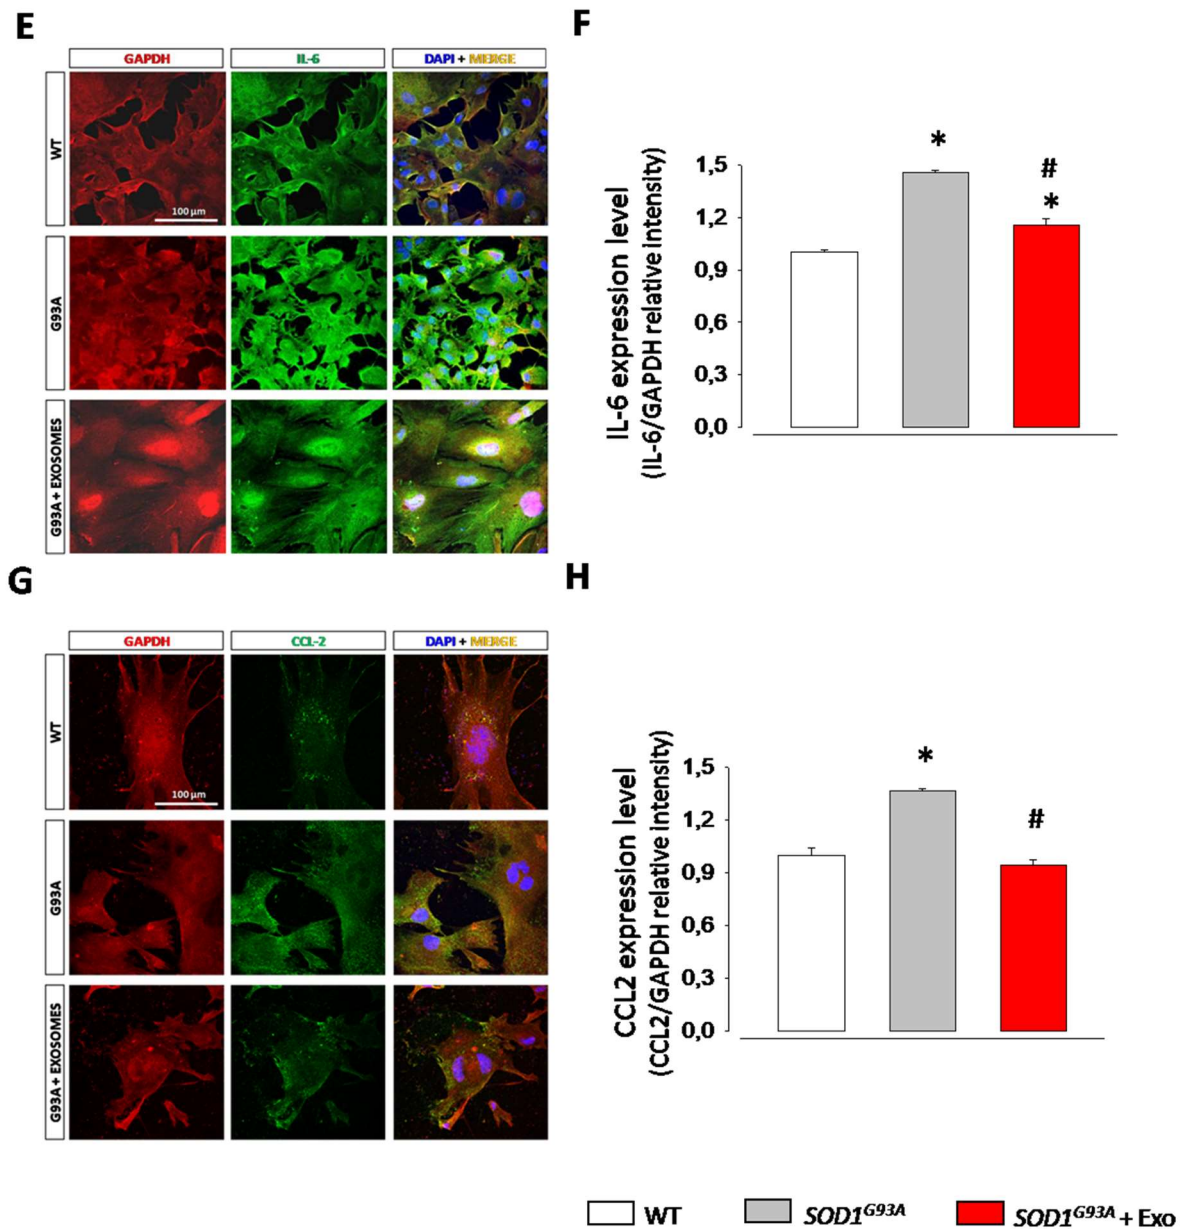 E
GAPDH IL-6 DAPI + MERGE
WT
100 µm
G93A
G93A + EXOSOMES
F
IL-6 expression level
(IL-6/GAPDH relative intensity)
1,5
1,2
0,9
0,6
0,3
0,0
*
#
*
G
GAPDH CCL-2 DAPI + MERGE
WT
100 µm
G93A
G93A + EXOSOMES
H
CCL2 expression level
(CCL2/GAPDH relative intensity)
1,5
1,2
0,9
0,6
0,3
0,0
*
#
WT SOD1G93A SOD1G93A + Exo